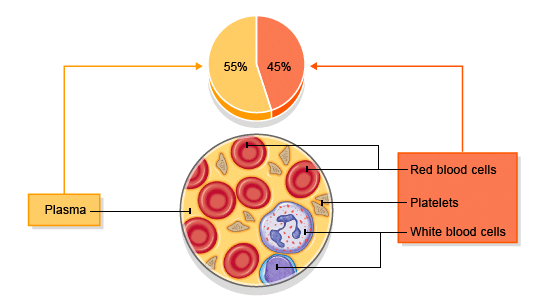 55% 45%
Red blood cells
Plasma
Platelets
White blood cells